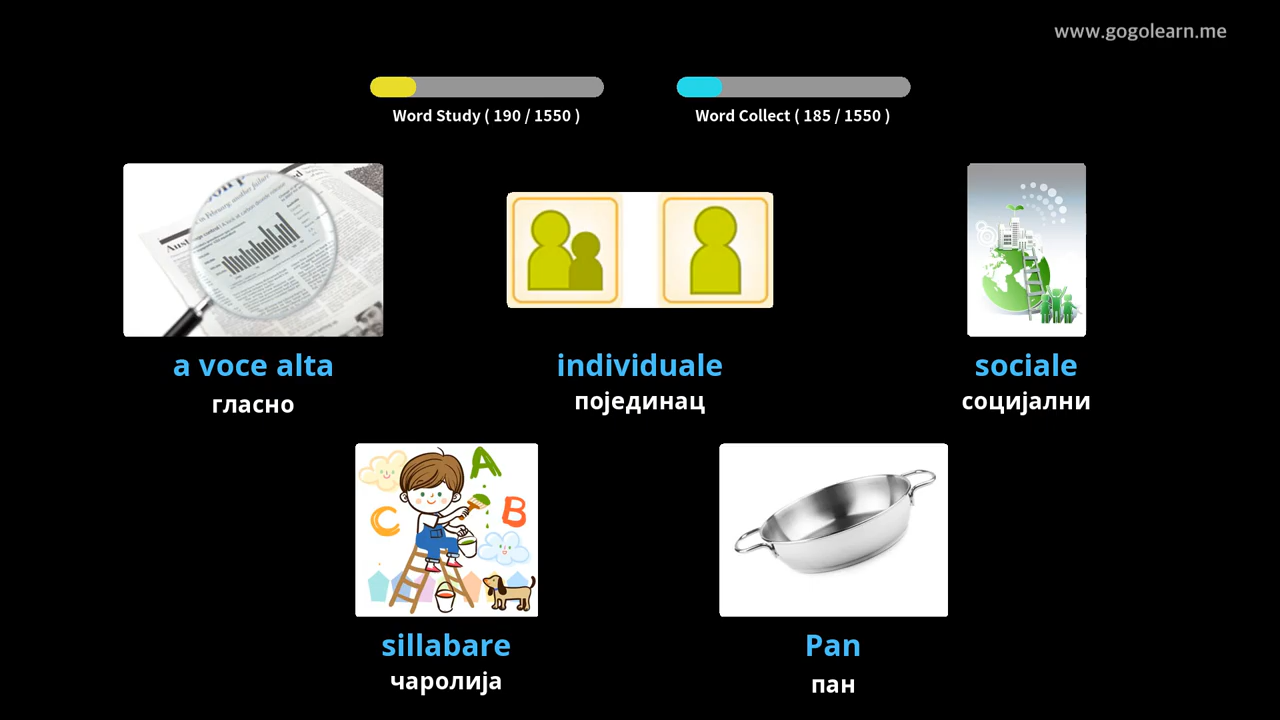 www.gogolearn.me
Word Study ( 190 / 1550 )
Word Collect ( 185 / 1550 )
a voce alta
гласно
individuale
појединац
sociale
социјални
A
B
C
sillabare
чаролија
Pan
пан